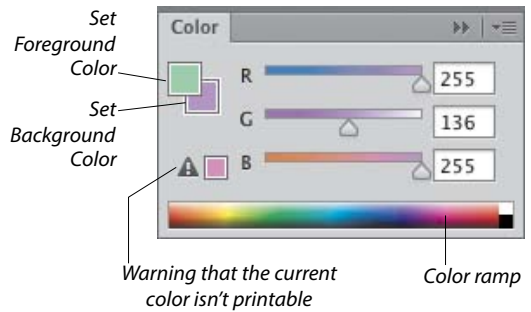 Set
Foreground
Color
Set
Background
Color
Color
R
255
G
136
B
255
Warning that the current
color isn't printable
Color ramp